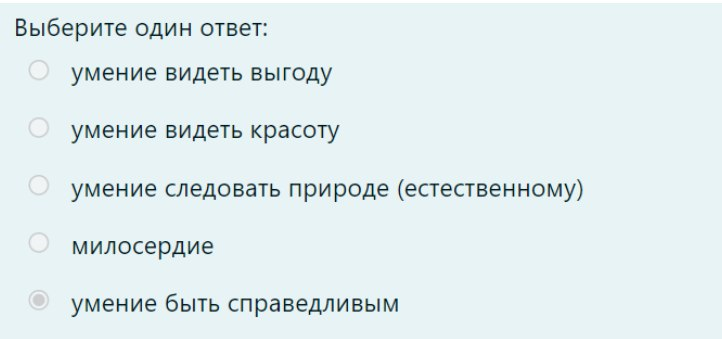 Выберите один ответ:
умение видеть выгоду
умение видеть красоту
умение следовать природе (естественному)
милосердие
умение быть справедливым